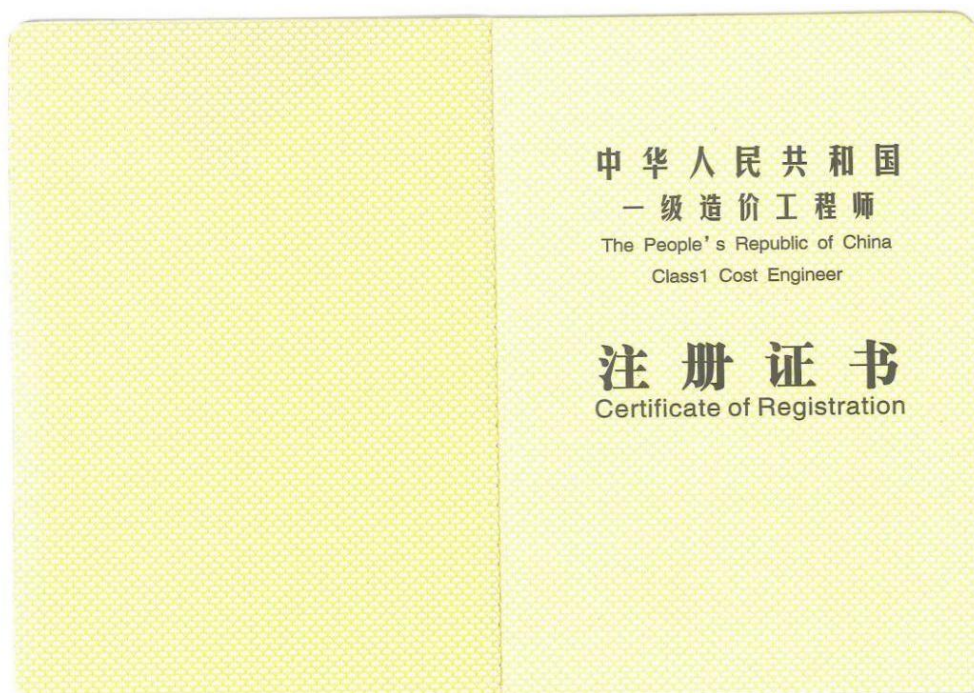 中华人民共和国
一级造价工程师
The People's Republic of China
Class1 Cost Engineer
注册证书
Certificate of Registration